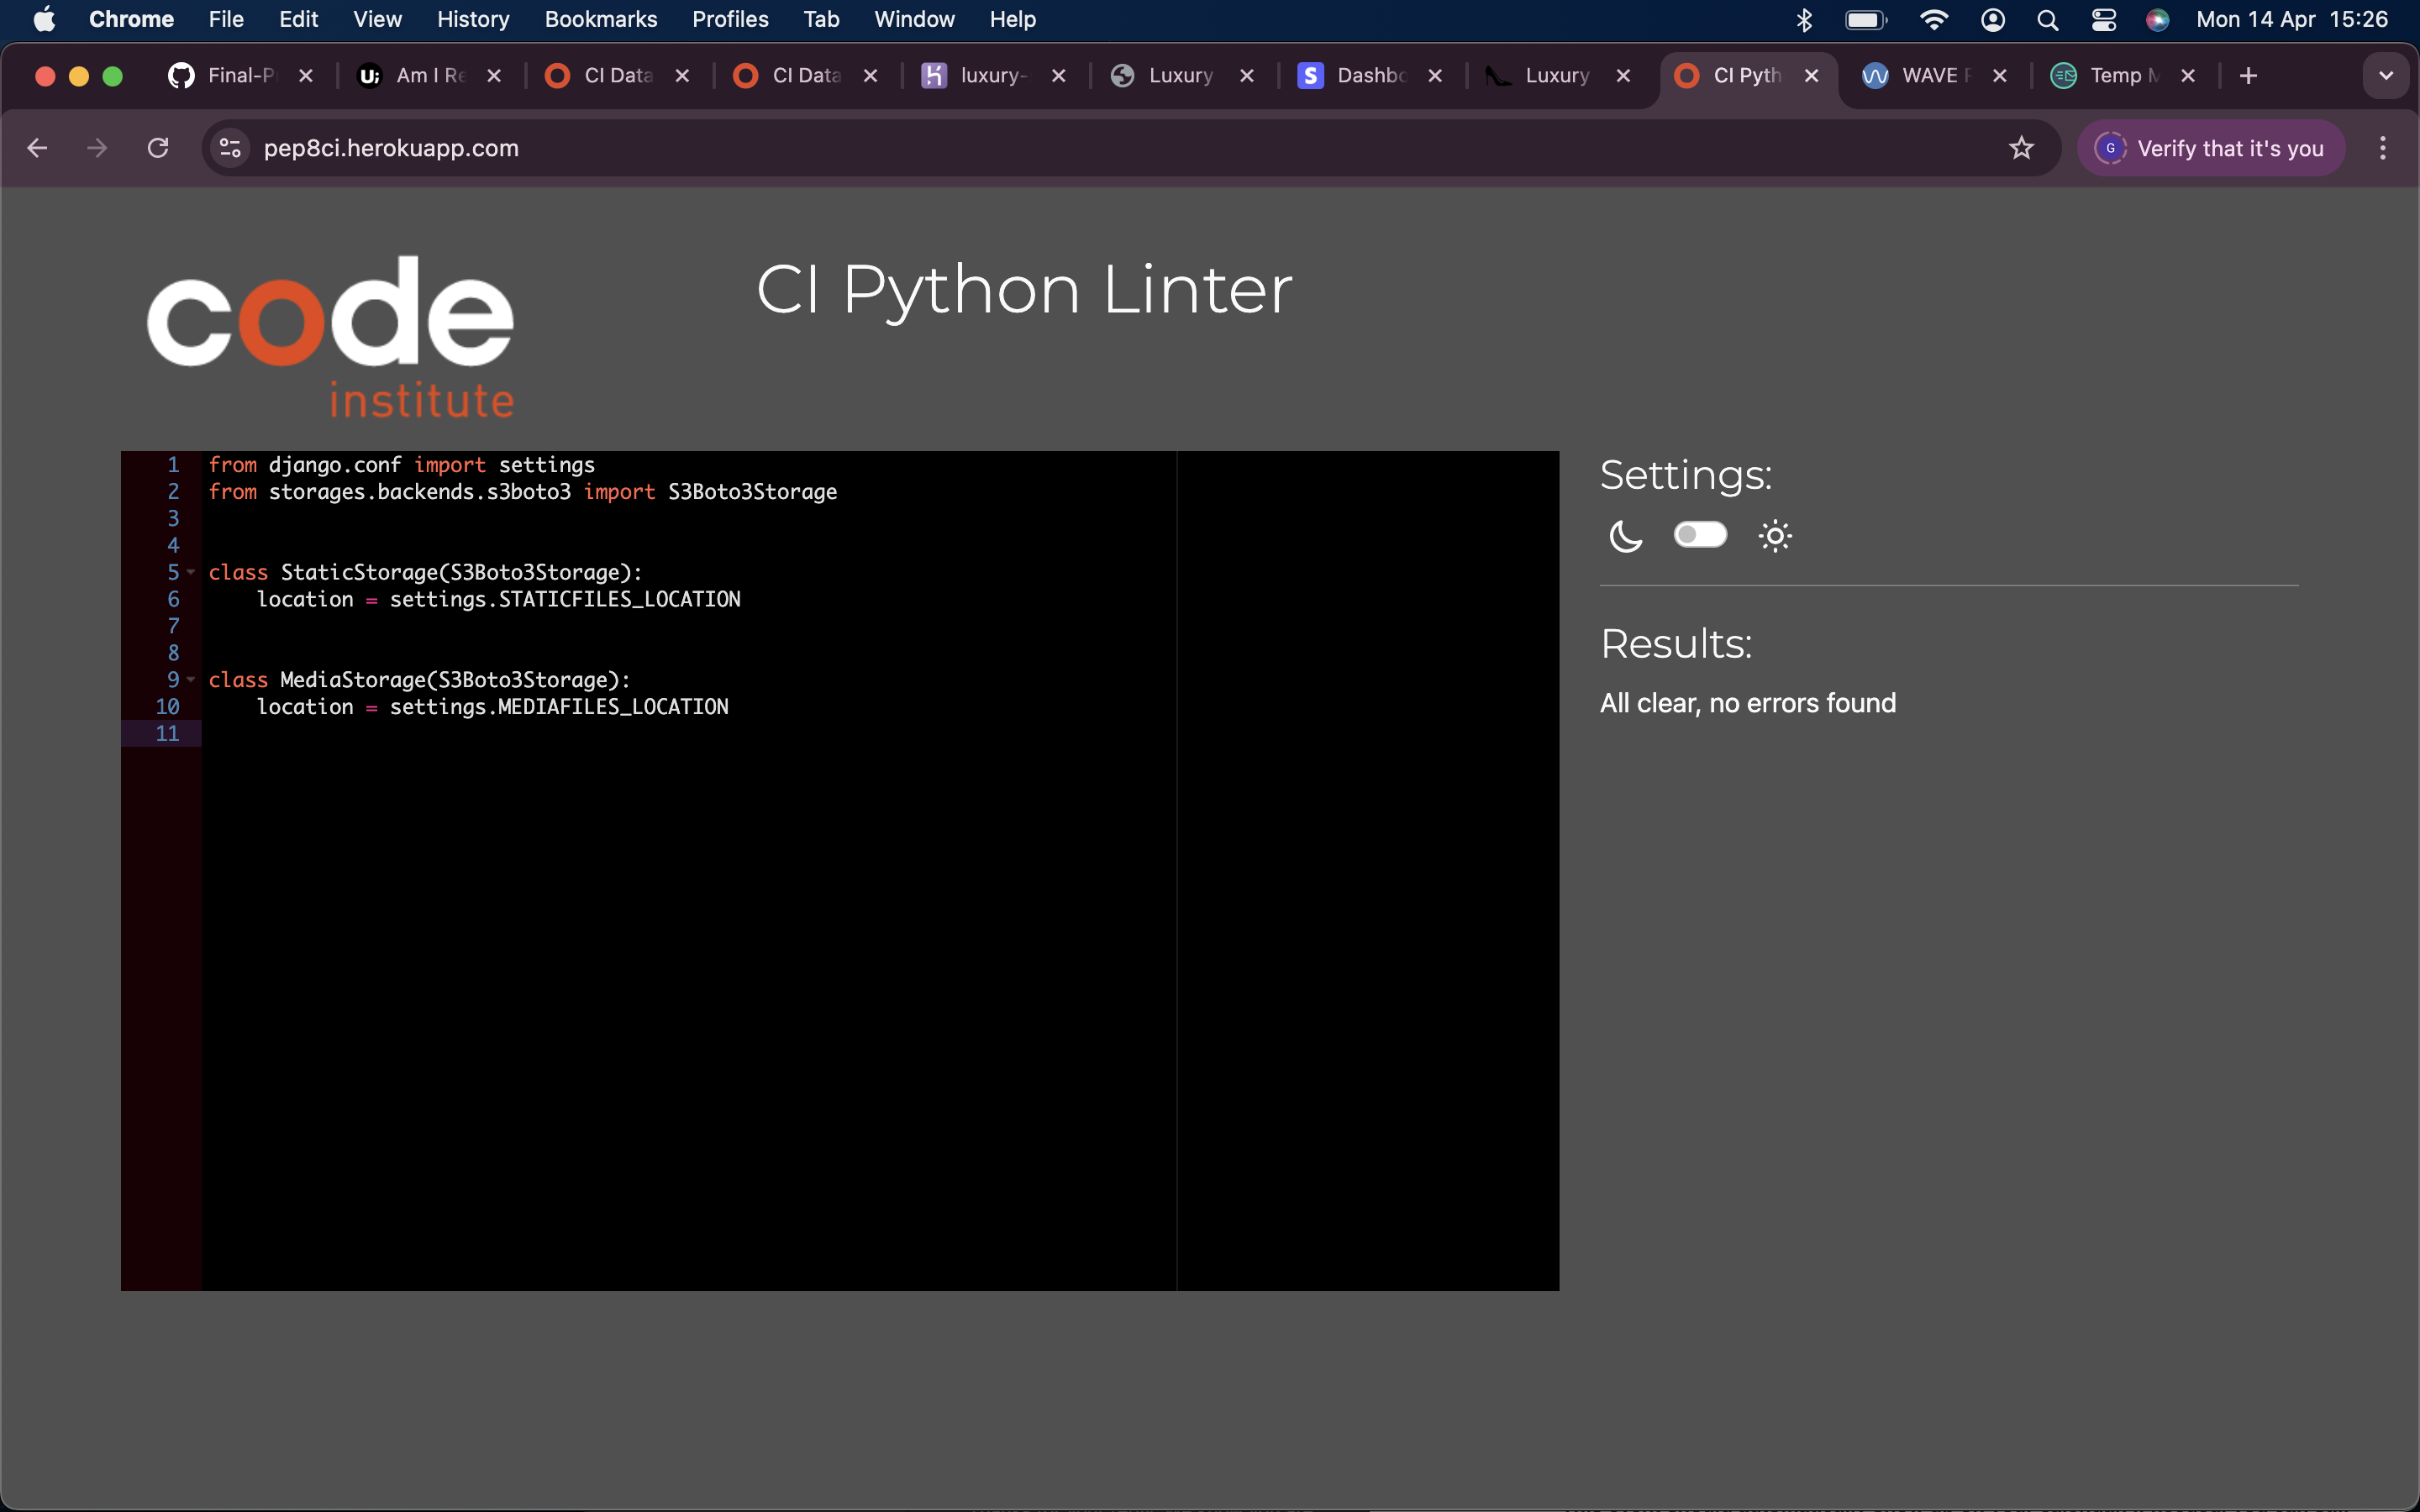 Chrome File Edit View History Bookmarks Profiles Tab Window Help Mon 14 Apr 15:26
Final-P Am I Re CI Data CI Data luxury- Luxury Dashbo Luxury CI Pyth WAVE Temp M
pep8ci.herokuapp.com G Verify that it's you
code
institute
CI Python Linter
1 from django.conf import settings
2 from storages.backends.s3boto3 import S3Boto3Storage
3
4
5 class StaticStorage(S3Boto3Storage):
6     location = settings.STATICFILES_LOCATION
7
8
9 class MediaStorage(S3Boto3Storage):
10     location = settings.MEDIAFILES_LOCATION
11
Settings:
Results:
All clear, no errors found